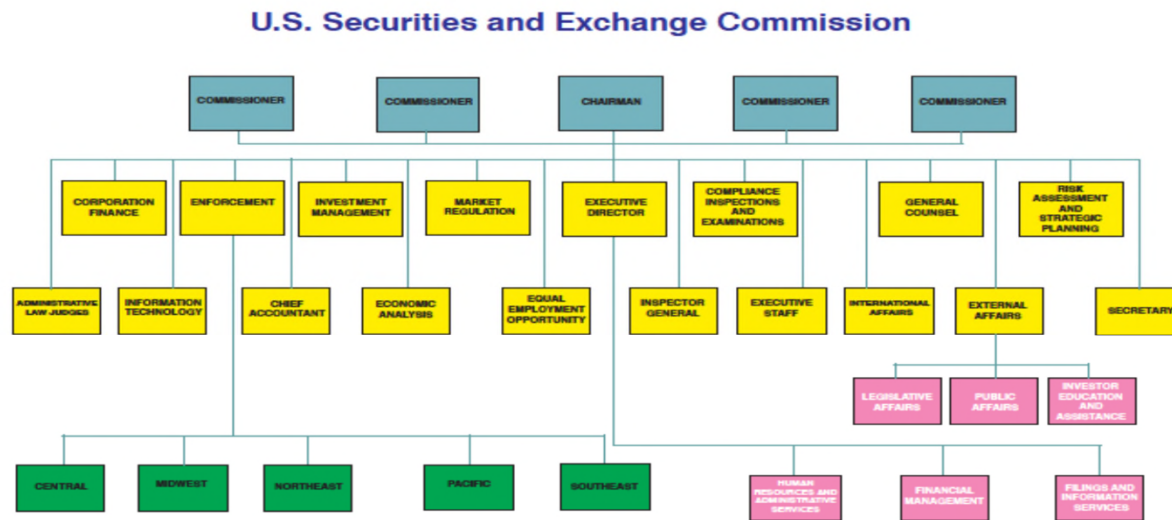 U.S. Securities and Exchange Commission
COMMISSIONER
COMMISSIONER
CHAIRMAN
COMMISSIONER
COMMISSIONER
CORPORATION
FINANCE
ENFORCEMENT
INVESTMENT
MANAGEMENT
MARKET
REGULATION
EXECUTIVE
DIRECTOR
COMPLIANCE
INSPECTIONS
AND
EXAMINATIONS
GENERAL
COUNSEL
RISK
ASSESSMENT
AND
STRATEGIC
PLANNING
ADMINISTRATIVE
LAW JUDGES
INFORMATION
TECHNOLOGY
CHIEF
ACCOUNTANT
ECONOMIC
ANALYSIS
EQUAL
EMPLOYMENT
OPPORTUNITY
INSPECTOR
GENERAL
EXECUTIVE
STAFF
INTERNATIONAL
AFFAIRS
EXTERNAL
AFFAIRS
SECRETARY
LEGISLATIVE
AFFAIRS
PUBLIC
AFFAIRS
INVESTOR
EDUCATION
AND
ASSISTANCE
CENTRAL
MIDWEST
NORTHEAST
PACIFIC
SOUTHEAST
HUMAN
RESOURCES AND
ADMINISTRATIVE
SERVICES
FINANCIAL
MANAGEMENT
FILINGS AND
INFORMATION
SERVICES